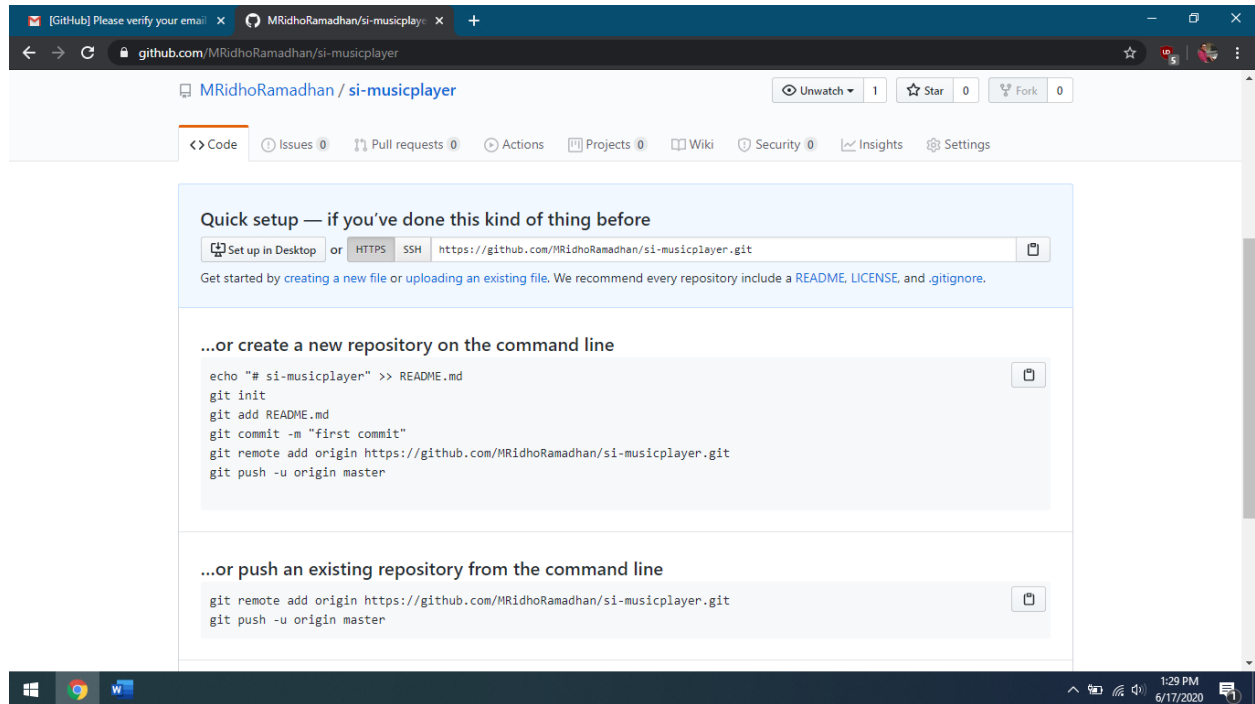 [GitHub] Please verify your email
MRidhoRamadhan/si-musicplaye
github.com/MRidhoRamadhan/si-musicplayer
5
MRidhoRamadhan / si-musicplayer
Unwatch 1 Star 0 Fork 0
Code Issues 0 Pull requests 0 Actions Projects 0 Wiki Security 0 Insights Settings
Quick setup — if you've done this kind of thing before
Set up in Desktop or HTTPS SSH https://github.com/MRidhoRamadhan/si-musicplayer.git
Get started by creating a new file or uploading an existing file. We recommend every repository include a README, LICENSE, and .gitignore.
...or create a new repository on the command line
echo "# si-musicplayer" >> README.md
git init
git add README.md
git commit -m "first commit"
git remote add origin https://github.com/MRidhoRamadhan/si-musicplayer.git
git push -u origin master
...or push an existing repository from the command line
git remote add origin https://github.com/MRidhoRamadhan/si-musicplayer.git
git push -u origin master
1:29 PM
6/17/2020
1